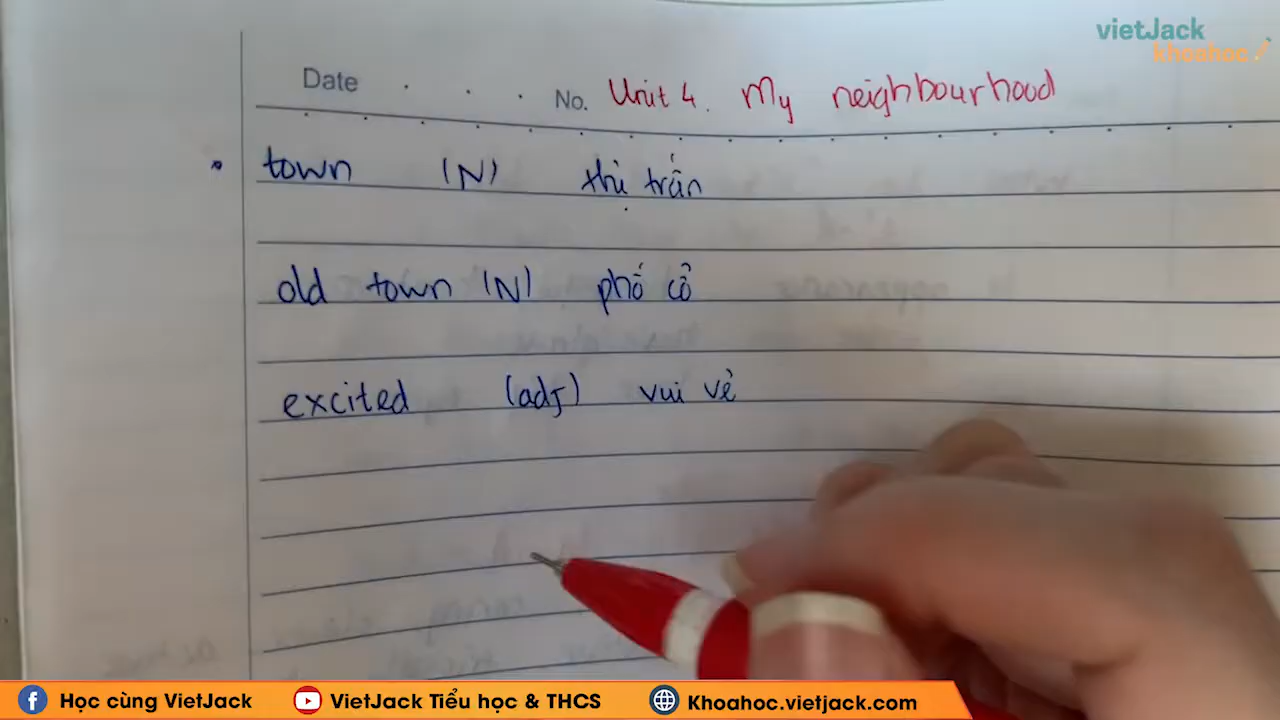 vietJack
khoahoc
Date . . . No. Unit 4. My neighbourhood
town (N) thị trấn
old town (N) phố cổ
excited (adj) vui vẻ
Học cùng VietJack VietJack Tiểu học & THCS Khoahoc.vietjack.com